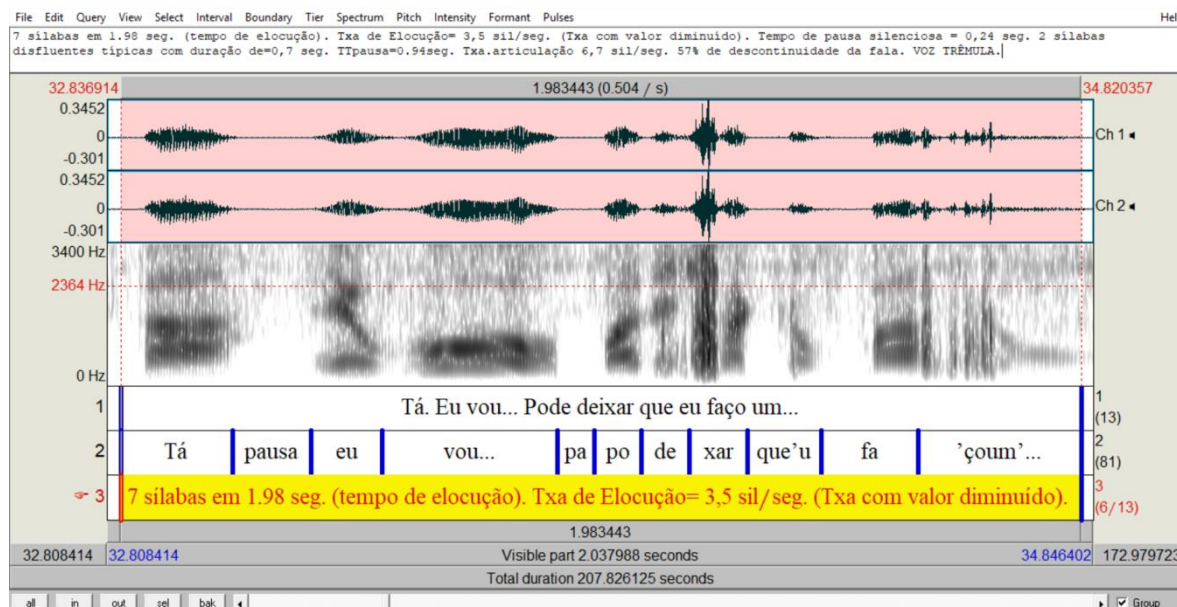 File Edit Query View Select Interval Boundary Tier Spectrum Pitch Intensity Formant Pulses Hel
7 sílabas em 1.98 seg. (tempo de elocução). Txa de Elocução= 3,5 sil/seg. (Txa com valor diminuído). Tempo de pausa silenciosa = 0,24 seg. 2 sílabas
disfluentes típicas com duração de=0,7 seg. TTpausa=0.94seg. Txa.articulação 6,7 sil/seg. 57% de descontinuidade da fala. VOZ TRÊMULA.
32.836914 1.983443 (0.504 / s) 34.820357
0.3452
0 Ch 1
-0.301
0.3452
0 Ch 2
-0.301
3400 Hz
2364 Hz
0 Hz
1 Tá. Eu vou... Pode deixar que eu faço um... 1
(13)
2 Tá pausa eu vou... pa po de xar que'u fa 'çoum'... 2
(81)
3 7 sílabas em 1.98 seg. (tempo de elocução). Txa de Elocução= 3,5 sil/seg. (Txa com valor diminuído). 3
(6/13)
1.983443
32.808414 32.808414 Visible part 2.037988 seconds 34.846402 172.979723
Total duration 207.826125 seconds
all in out sel bak Group